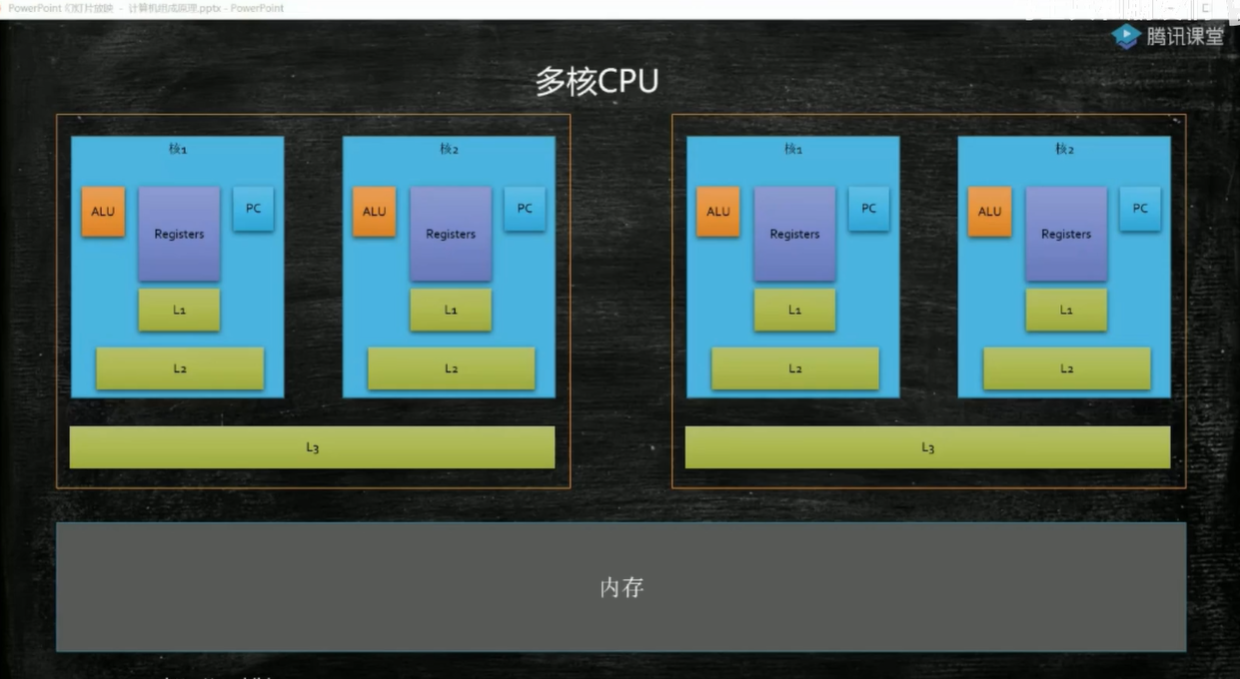 PowerPoint 幻灯片放映 - 计算机组成原理.pptx - PowerPoint
腾讯课堂
多核CPU
核1
ALU
Registers
PC
L1
L2
核2
ALU
Registers
PC
L1
L2
L3
核1
ALU
Registers
PC
L1
L2
核2
ALU
Registers
PC
L1
L2
L3
内存